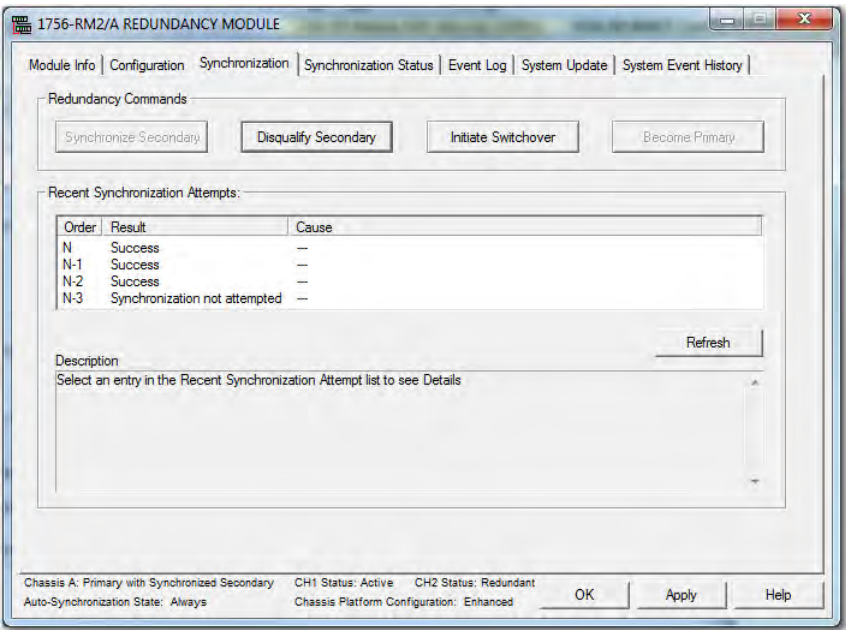 1756-RM2/A REDUNDANCY MODULE
Module Info Configuration Synchronization Synchronization Status Event Log System Update System Event History
Redundancy Commands
Synchronize Secondary Disqualify Secondary Initiate Switchover Become Primary
Recent Synchronization Attempts:
Order Result Cause
N Success ---
N-1 Success ---
N-2 Success ---
N-3 Synchronization not attempted ---
Refresh
Description
Select an entry in the Recent Synchronization Attempt list to see Details
Chassis A: Primary with Synchronized Secondary CH1 Status: Active CH2 Status: Redundant
Auto-Synchronization State: Always Chassis Platform Configuration: Enhanced
OK Apply Help